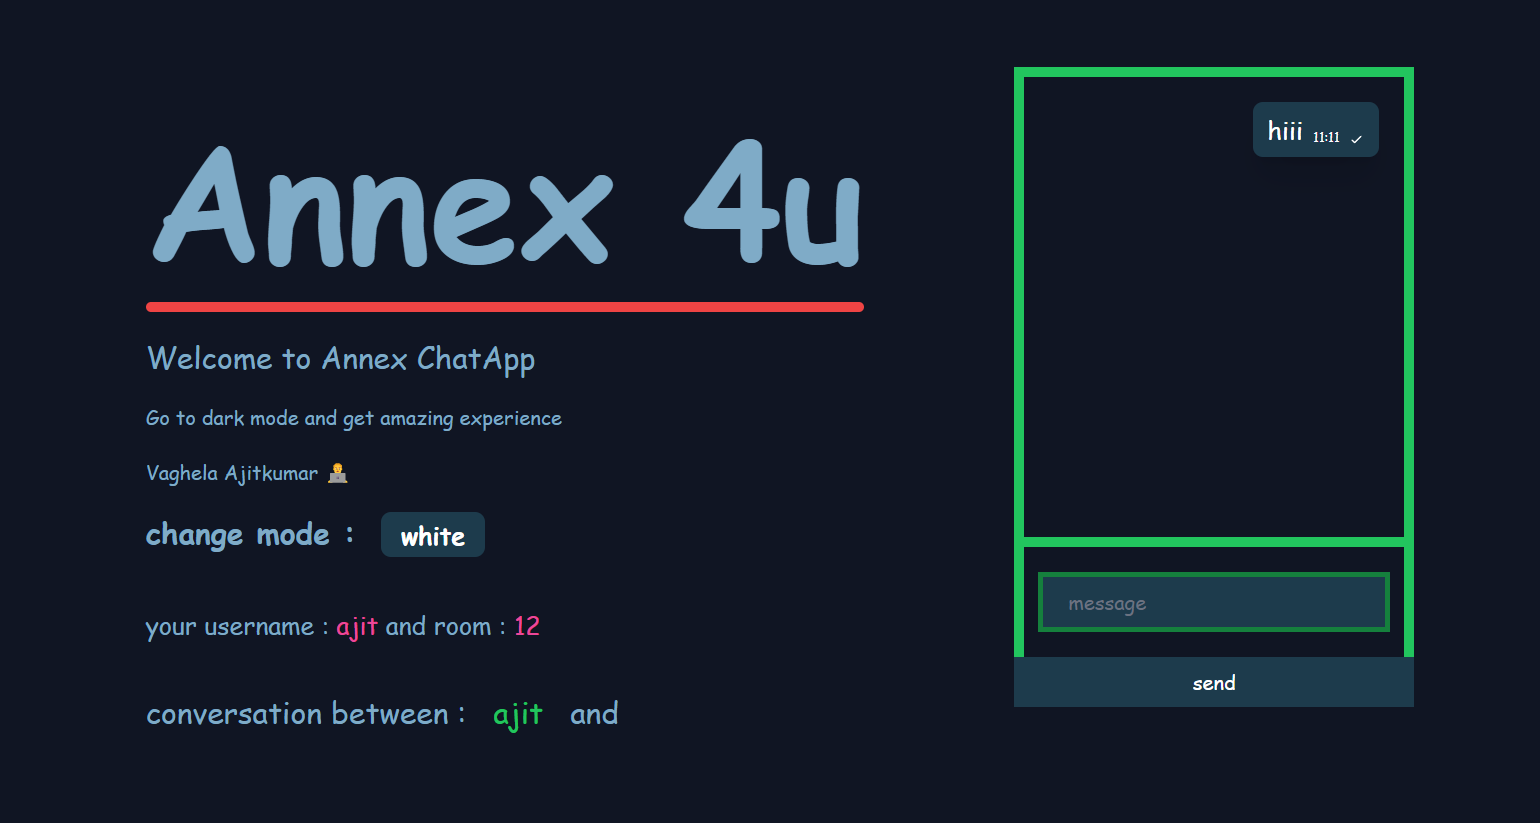 Annex 4u
Welcome to Annex ChatApp
Go to dark mode and get amazing experience
Vaghela Ajitkumar 👨‍💻
change mode : white
your username : ajit and room : 12
conversation between : ajit and
hiii 11:11 ✓
message
send